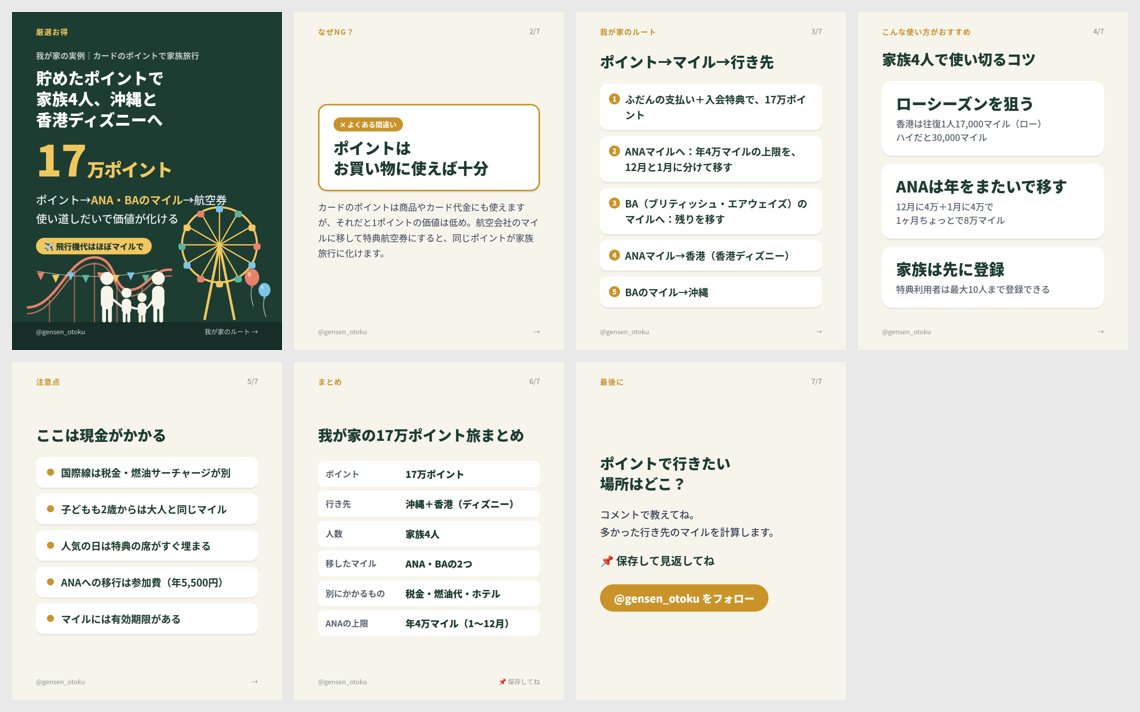 厳選お得
我が家の実例｜カードのポイントで家族旅行
貯めたポイントで
家族4人、沖縄と
香港ディズニーへ
17万ポイント
ポイント→ANA・BAのマイル→航空券
使い道しだいで価値が化ける
✈️ 飛行機代はほぼマイルで
@gensen_otoku
我が家のルート →
なぜNG？
2/7
× よくある間違い
ポイントは
お買い物に使えば十分
カードのポイントは商品やカード代金にも使えます
が、それだと1ポイントの価値は低め。航空会社のマイ
ルに移して特典航空券にすると、同じポイントが家族
旅行に化けます。
@gensen_otoku
→
我が家のルート
3/7
ポイント→マイル→行き先
1 ふだんの支払い＋入会特典で、17万ポイ
ント
2 ANAマイルへ：年4万マイルの上限を、
12月と1月に分けて移す
3 BA（ブリティッシュ・エアウェイズ）の
マイルへ：残りを移す
4 ANAマイル→香港（香港ディズニー）
5 BAのマイル→沖縄
@gensen_otoku
→
こんな使い方がおすすめ
4/7
家族4人で使い切るコツ
ローシーズンを狙う
香港は往復1人17,000マイル（ロー）
ハイだと30,000マイル
ANAは年をまたいで移す
12月に4万＋1月に4万で
1ヶ月ちょっとで8万マイル
家族は先に登録
特典利用者は最大10人まで登録できる
@gensen_otoku
→
注意点
5/7
ここは現金がかかる
国際線は税金・燃油サーチャージが別
子どもも2歳からは大人と同じマイル
人気の日は特典の席がすぐ埋まる
ANAへの移行は参加費（年5,500円）
マイルには有効期限がある
@gensen_otoku
→
まとめ
6/7
我が家の17万ポイント旅まとめ
ポイント 17万ポイント
行き先 沖縄＋香港（ディズニー）
人数 家族4人
移したマイル ANA・BAの2つ
別にかかるもの 税金・燃油代・ホテル
ANAの上限 年4万マイル（1〜12月）
@gensen_otoku
📌 保存してね
最後に
7/7
ポイントで行きたい
場所はどこ？
コメントで教えてね。
多かった行き先のマイルを計算します。
📌 保存して見返してね
@gensen_otoku をフォロー